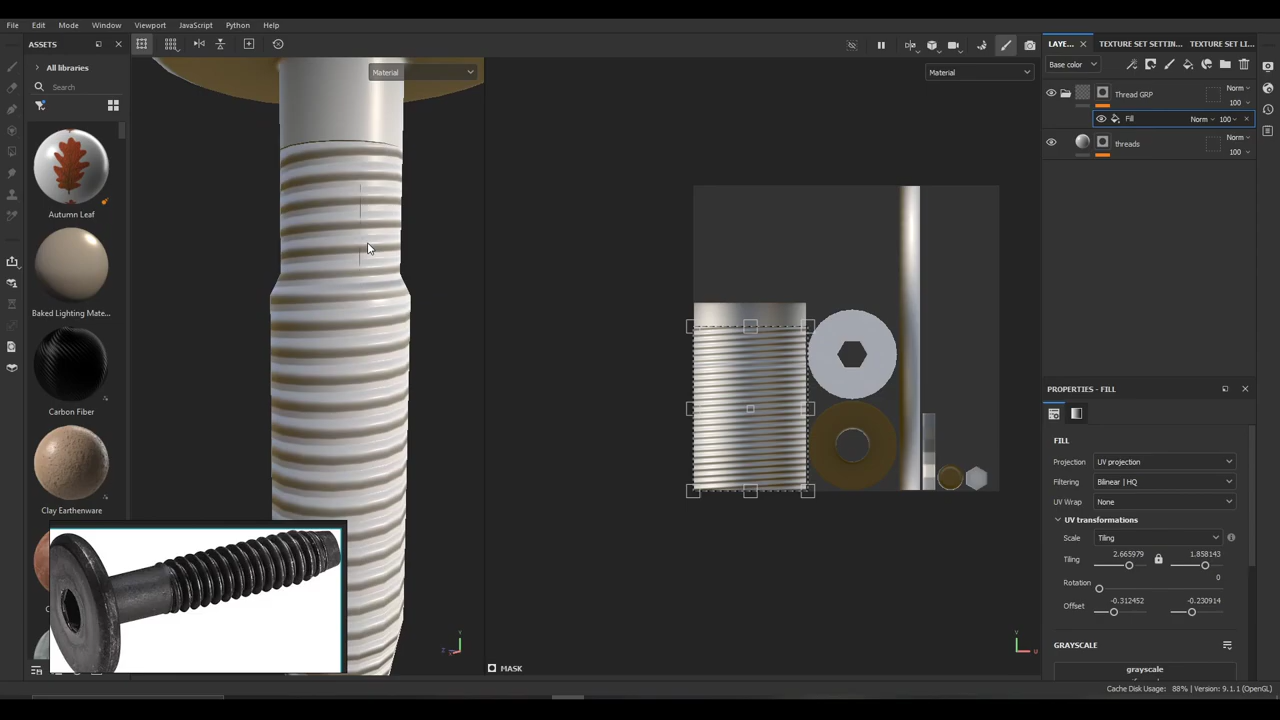 File Edit Mode Window Viewport JavaScript Python Help
ASSETS
All libraries
Search
Autumn Leaf
Baked Lighting Mate...
Carbon Fiber
Clay Earthenware
Material
Material
MASK
LAYE... TEXTURE SET SETTIN... TEXTURE SET LI...
Base color
Thread GRP Norm
100
Fill Norm 100
threads Norm
100
PROPERTIES - FILL
FILL
Projection UV projection
Filtering Bilinear | HQ
UV Wrap None
UV transformations
Scale Tiling
Tiling 2.665979 1.858143
Rotation 0
Offset -0.312452 -0.230914
GRAYSCALE
grayscale
Cache Disk Usage: 88% | Version: 9.1.1 (OpenGL)